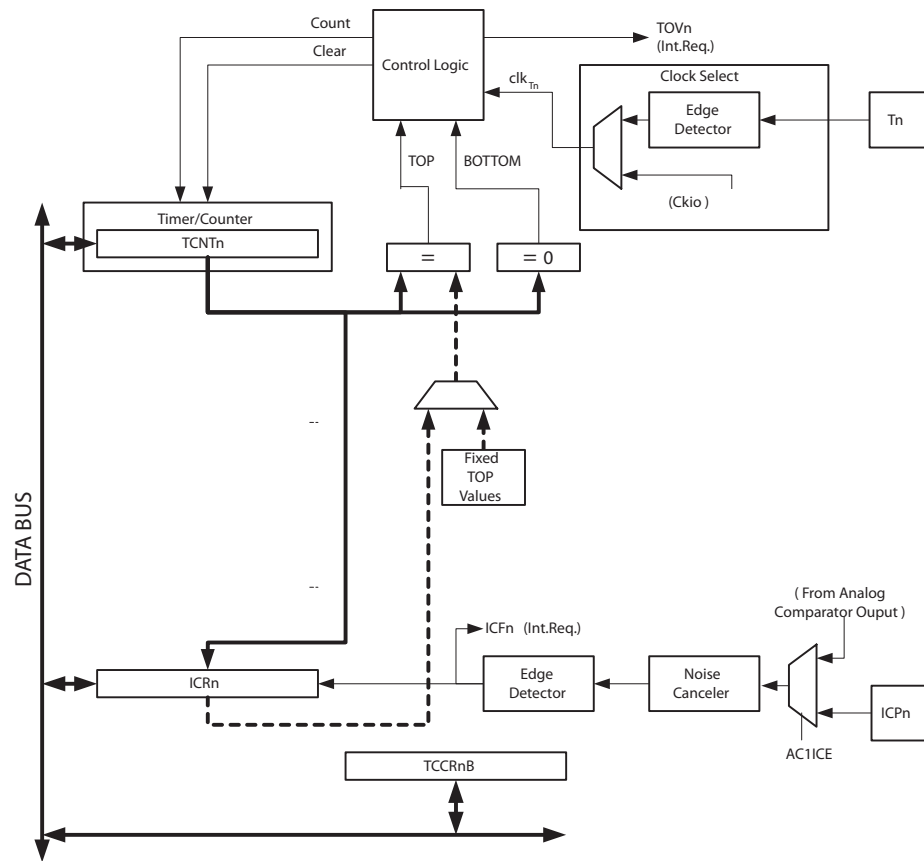 Count
TOVn
(Int.Req.)
Clear
Control Logic
Clock Select
clk Tn
Edge
Detector
Tn
TOP
BOTTOM
(Ckio )
Timer/Counter
TCNTn
=
= 0
--
Fixed
TOP
Values
DATA BUS
--
( From Analog
Comparator Ouput )
ICFn (Int.Req.)
ICRn
Edge
Detector
Noise
Canceler
ICPn
AC1ICE
TCCRnB